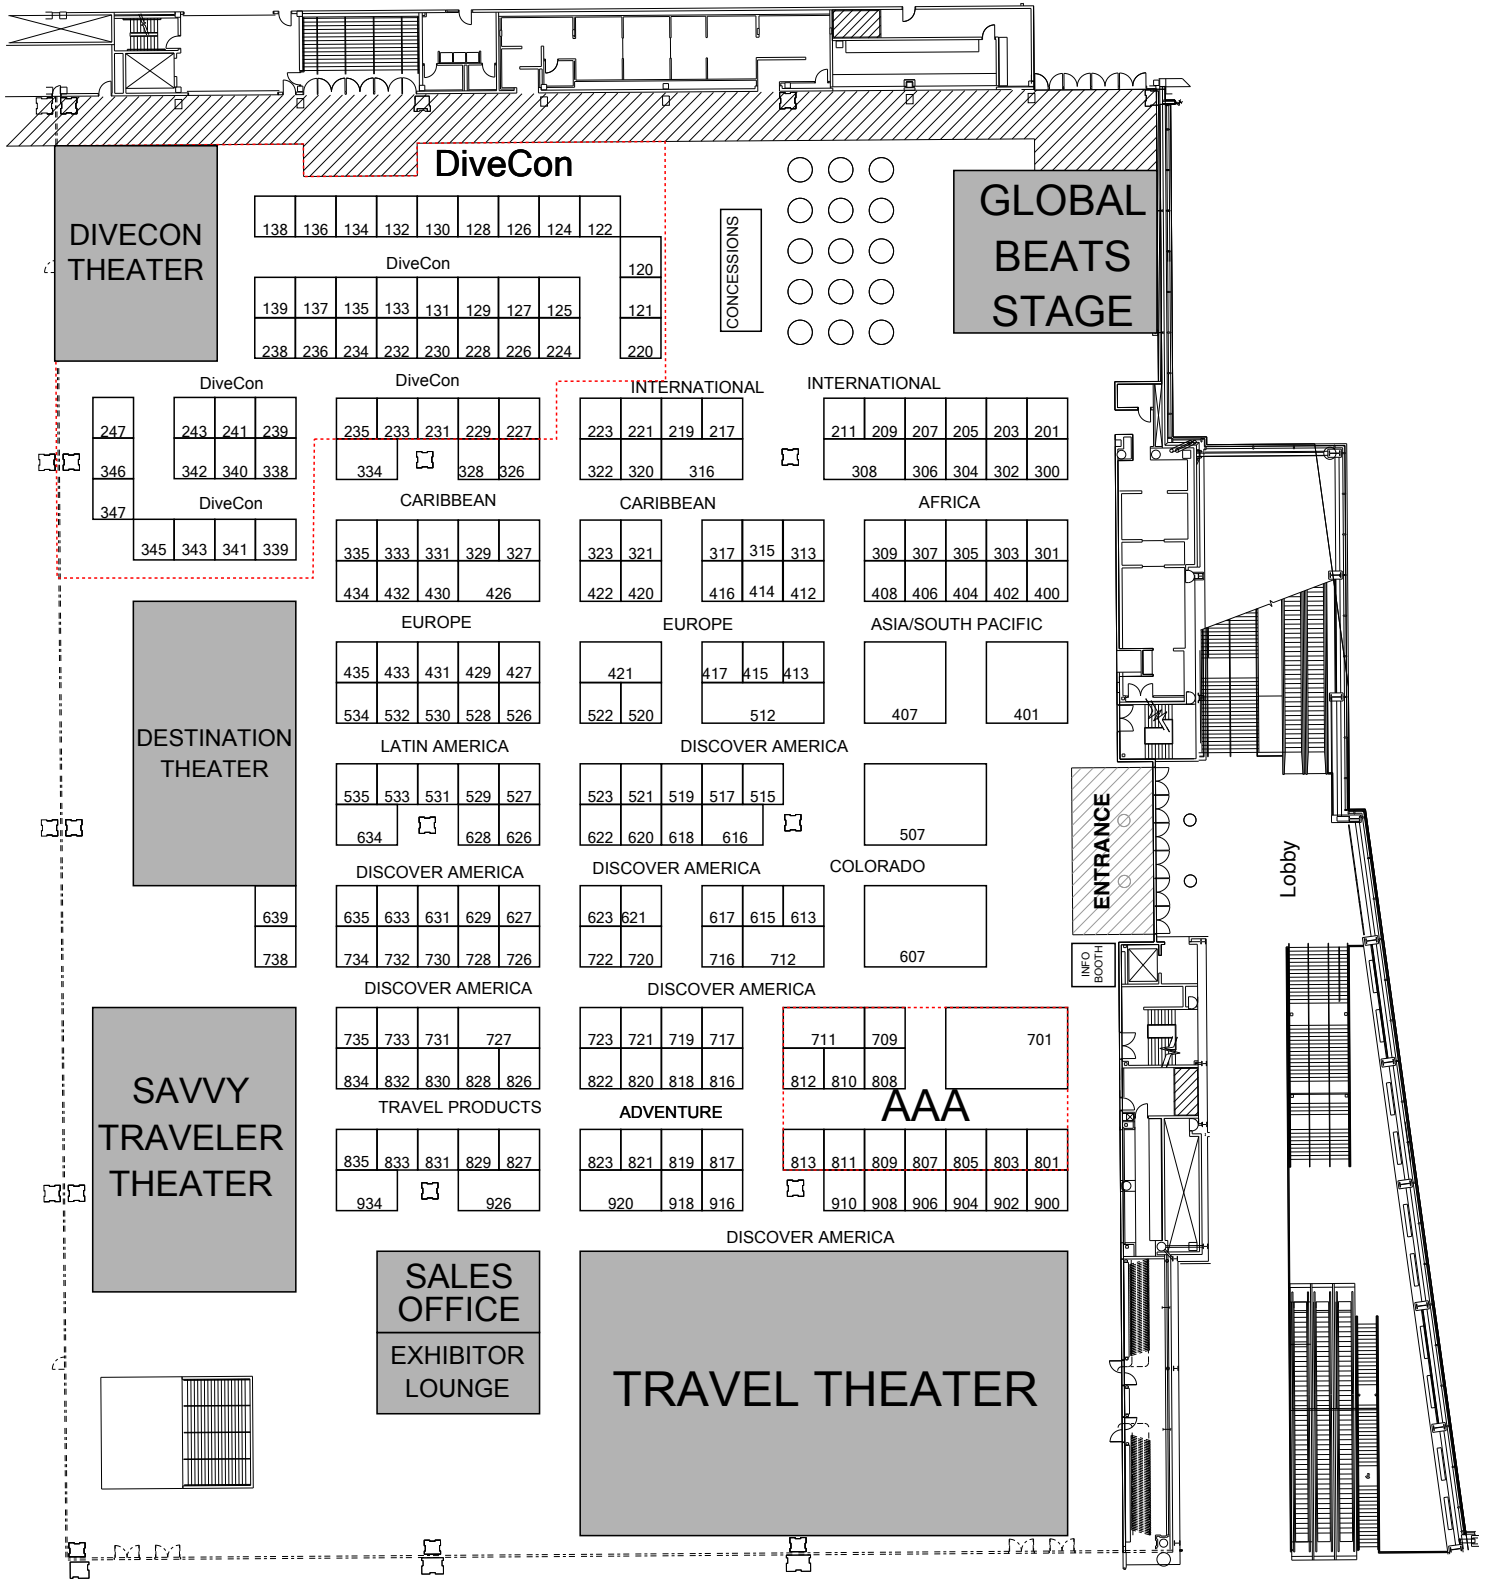 DiveCon
DIVECON
THEATER
GLOBAL
BEATS
STAGE
CONCESSIONS
138 136 134 132 130 128 126 124 122
120
DiveCon
139 137 135 133 131 129 127 125 121
238 236 234 232 230 228 226 224 220
DiveCon DiveCon INTERNATIONAL INTERNATIONAL
247 243 241 239 235 233 231 229 227 223 221 219 217 211 209 207 205 203 201
346 342 340 338 334 328 326 322 320 316 308 306 304 302 300
DiveCon CARIBBEAN CARIBBEAN AFRICA
347
345 343 341 339 335 333 331 329 327 323 321 317 315 313 309 307 305 303 301
434 432 430 426 422 420 416 414 412 408 406 404 402 400
EUROPE EUROPE ASIA/SOUTH PACIFIC
435 433 431 429 427 421 417 415 413
534 532 530 528 526 522 520 512 407 401
DESTINATION
THEATER
LATIN AMERICA DISCOVER AMERICA
535 533 531 529 527 523 521 519 517 515
634 628 626 622 620 618 616 507
ENTRANCE
Lobby
DISCOVER AMERICA DISCOVER AMERICA COLORADO
639 635 633 631 629 627 623 621 617 615 613
738 734 732 730 728 726 722 720 716 712 607
INFO
BOOTH
DISCOVER AMERICA DISCOVER AMERICA
735 733 731 727 723 721 719 717 711 709 701
834 832 830 828 826 822 820 818 816 812 810 808
SAVVY
TRAVELER
THEATER
TRAVEL PRODUCTS ADVENTURE AAA
835 833 831 829 827 823 821 819 817 813 811 809 807 805 803 801
934 926 920 918 916 910 908 906 904 902 900
DISCOVER AMERICA
SALES
OFFICE
EXHIBITOR
LOUNGE
TRAVEL THEATER